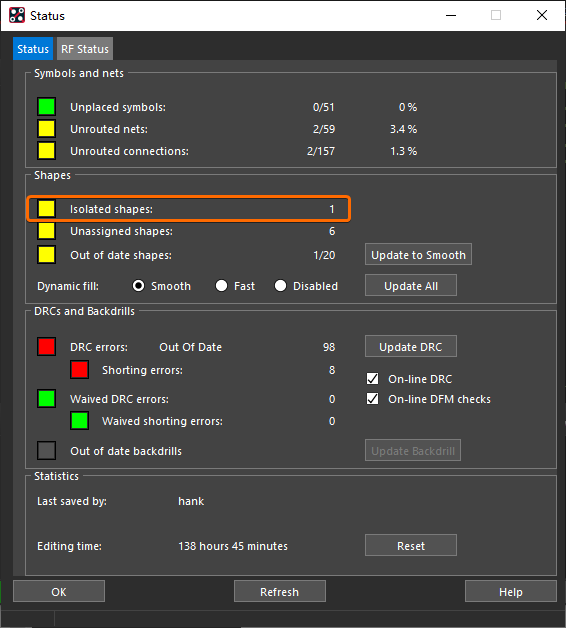 Status
Status RF Status
Symbols and nets
Unplaced symbols: 0/51 0 %
Unrouted nets: 2/59 3.4 %
Unrouted connections: 2/157 1.3 %
Shapes
Isolated shapes: 1
Unassigned shapes: 6
Out of date shapes: 1/20 Update to Smooth
Dynamic fill: Smooth Fast Disabled Update All
DRCs and Backdrills
DRC errors: Out Of Date 98 Update DRC
Shorting errors: 8
On-line DRC
Waived DRC errors: 0 On-line DFM checks
Waived shorting errors: 0
Out of date backdrills Update Backdrill
Statistics
Last saved by: hank
Editing time: 138 hours 45 minutes Reset
OK Refresh Help